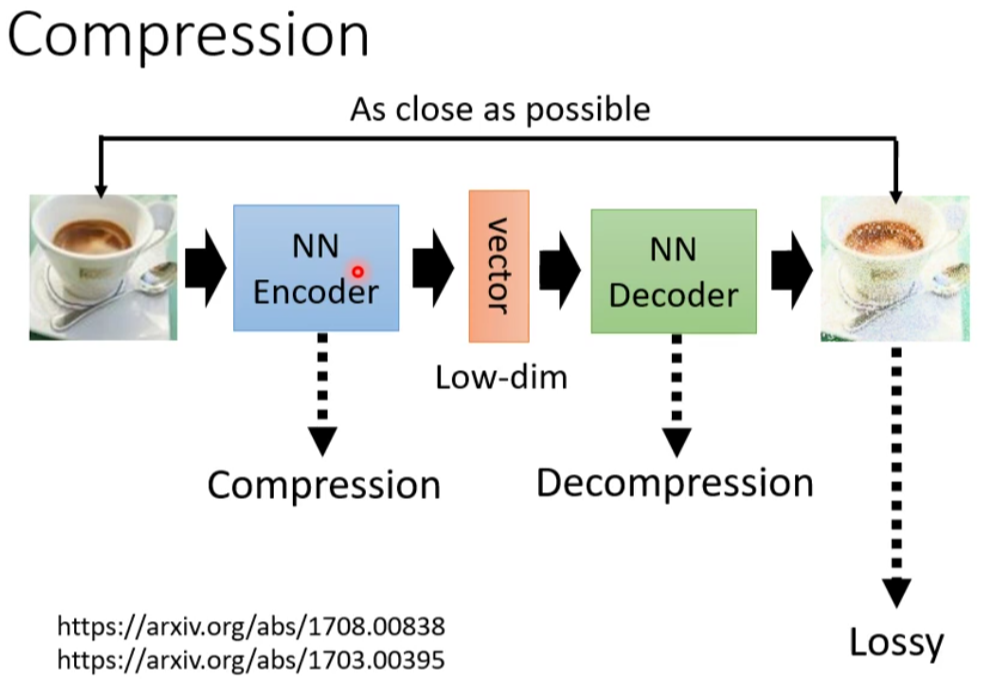 Compression
As close as possible
NN
Encoder
vector
NN
Decoder
Low-dim
Compression
Decompression
Lossy
https://arxiv.org/abs/1708.00838
https://arxiv.org/abs/1703.00395